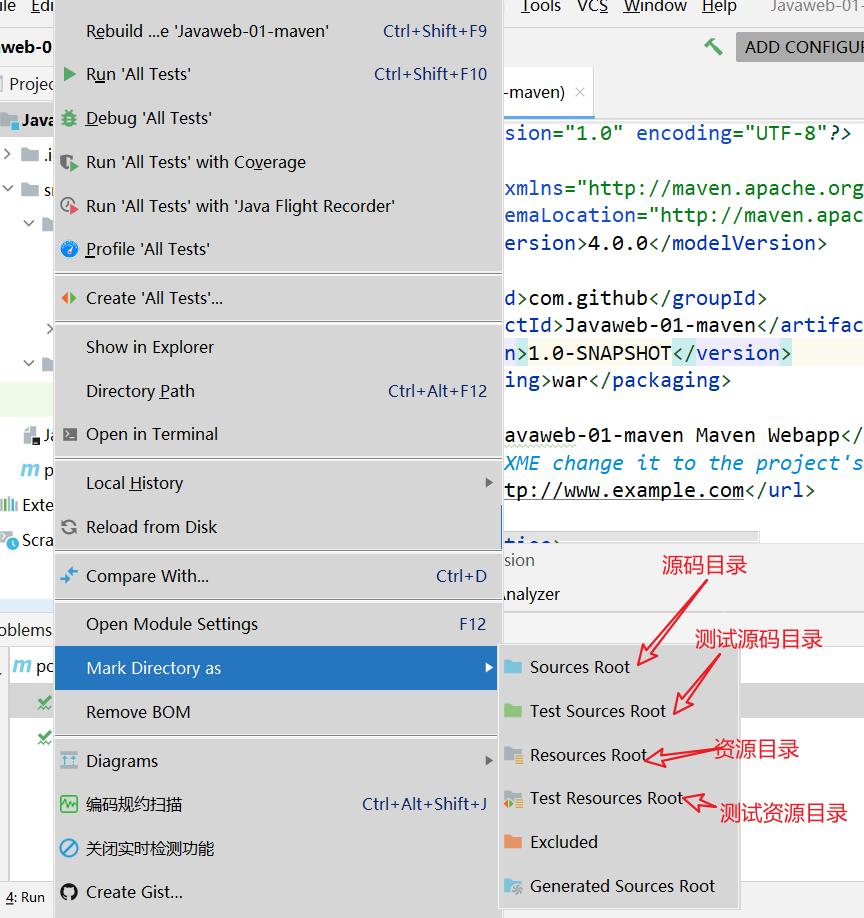 ile Edi Tools VCS Window Help Javaweb-01-
web-0 ADD CONFIGUR
Projec
-maven)
Java
Rebuild ...e 'Javaweb-01-maven' Ctrl+Shift+F9
Run 'All Tests' Ctrl+Shift+F10
Debug 'All Tests'
Run 'All Tests' with Coverage
Run 'All Tests' with 'Java Flight Recorder'
Profile 'All Tests'
Create 'All Tests'...
Show in Explorer
Directory Path Ctrl+Alt+F12
Open in Terminal
Local History
Reload from Disk
Compare With... Ctrl+D
Open Module Settings F12
Mark Directory as
Remove BOM
Diagrams
编码规约扫描 Ctrl+Alt+Shift+J
关闭实时检测功能
Create Gist...
sion="1.0" encoding="UTF-8"?>
xmlns="http://maven.apache.org
emaLocation="http://maven.apac
ersion>4.0.0</modelVersion>
d>com.github</groupId>
ctId>Javaweb-01-maven</artifac
n>1.0-SNAPSHOT</version>
ing>war</packaging>
avaweb-01-maven Maven Webapp</
XME change it to the project's
tp://www.example.com</url>
sion
nalyzer
源码目录
测试源码目录
资源目录
测试资源目录
Sources Root
Test Sources Root
Resources Root
Test Resources Root
Excluded
Generated Sources Root
.i
sr
Ja
m p
Exte
Scra
oblems
m po
4: Run